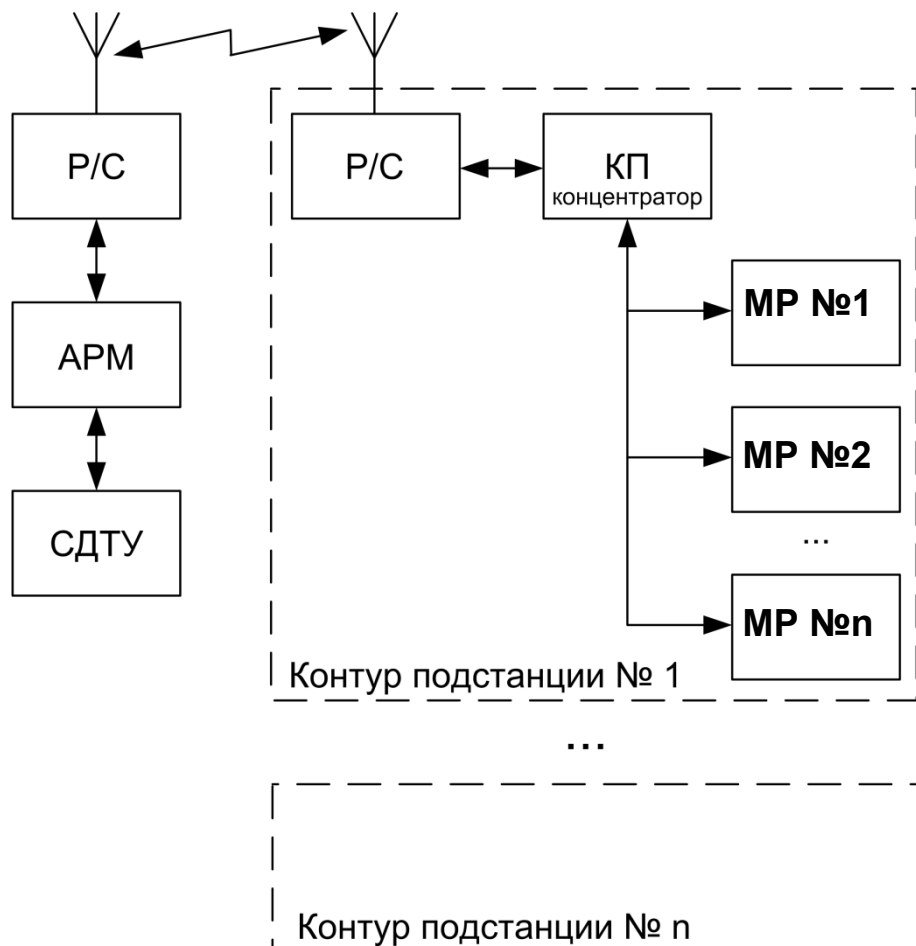 Р/С
Р/С
КП
концентратор
МР №1
АРМ
МР №2
...
СДТУ
МР №n
Контур подстанции № 1
...
Контур подстанции № n